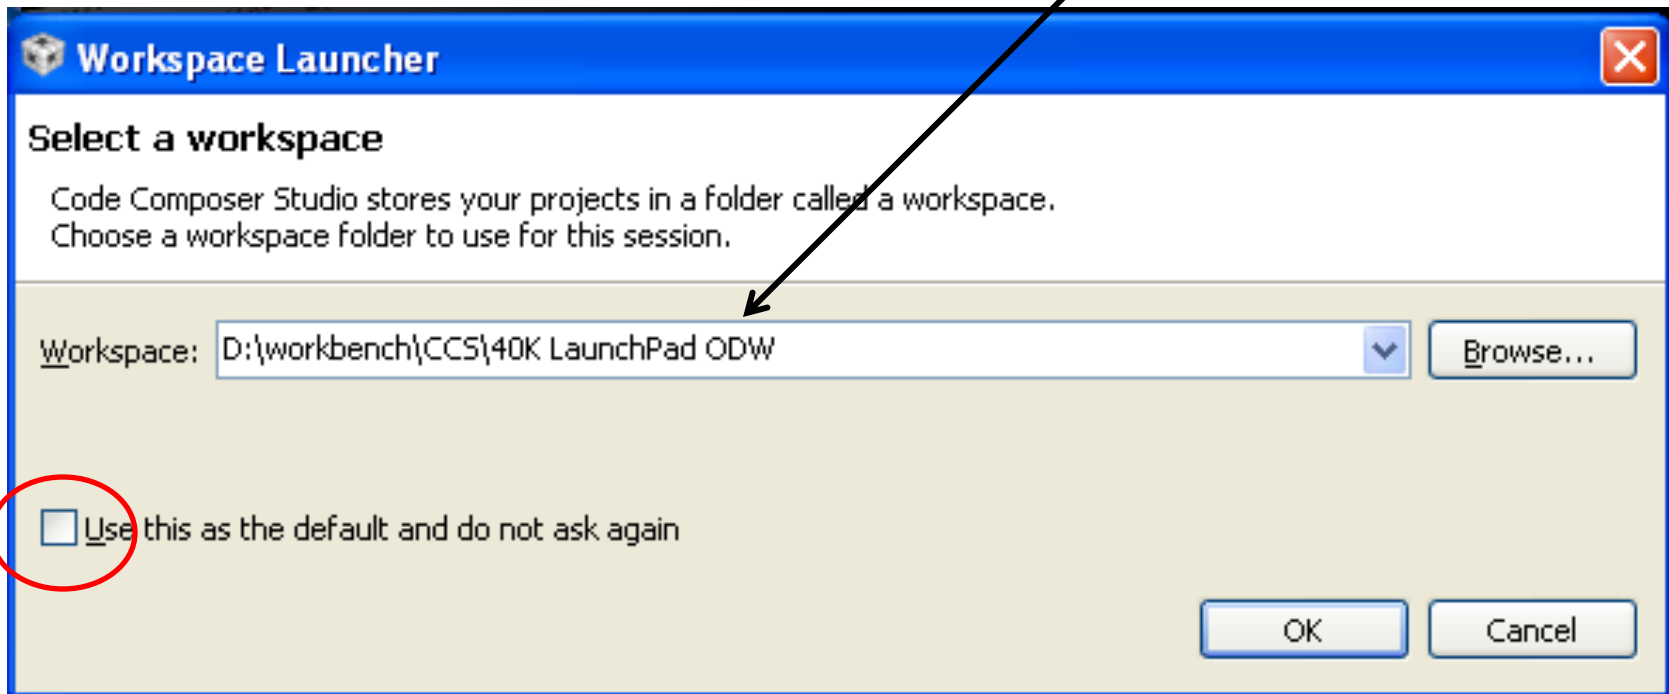 Workspace Launcher
Select a workspace
Code Composer Studio stores your projects in a folder called a workspace.
Choose a workspace folder to use for this session.
Workspace: D:\workbench\CCS\40K LaunchPad ODW Browse...
Use this as the default and do not ask again
OK Cancel